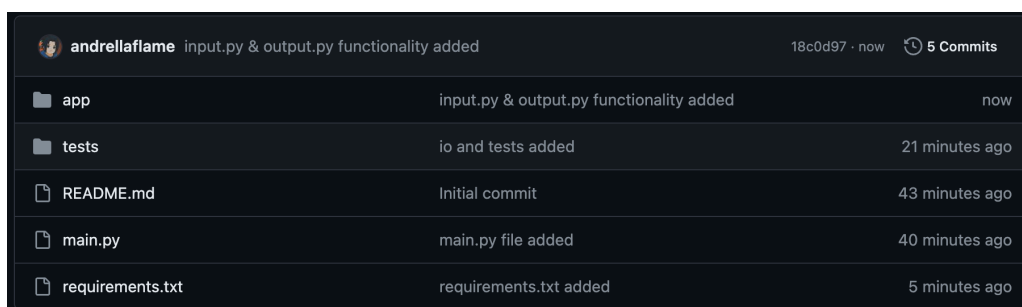 andrellaflame input.py & output.py functionality added 18c0d97 · now 5 Commits
app input.py & output.py functionality added now
tests io and tests added 21 minutes ago
README.md Initial commit 43 minutes ago
main.py main.py file added 40 minutes ago
requirements.txt requirements.txt added 5 minutes ago